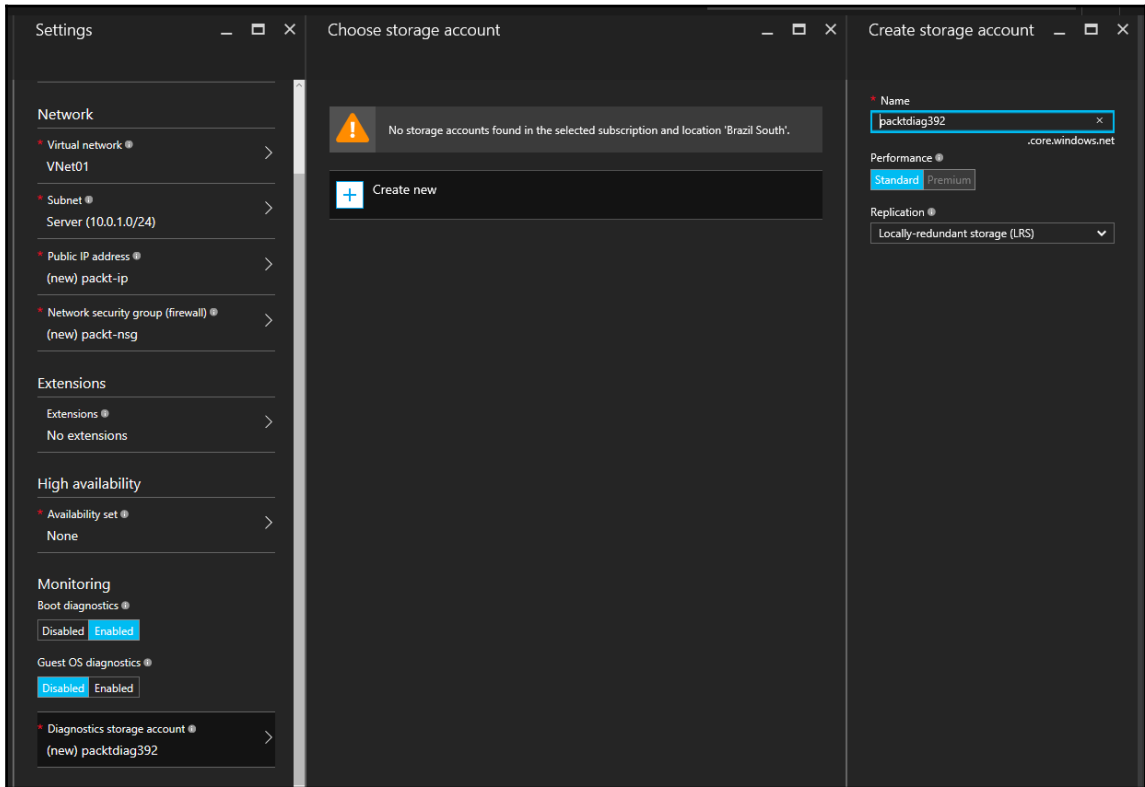 Settings
Network
* Virtual network
VNet01
* Subnet
Server (10.0.1.0/24)
* Public IP address
(new) packt-ip
* Network security group (firewall)
(new) packt-nsg
Extensions
Extensions
No extensions
High availability
* Availability set
None
Monitoring
Boot diagnostics
Disabled Enabled
Guest OS diagnostics
Disabled Enabled
* Diagnostics storage account
(new) packtdiag392
Choose storage account
No storage accounts found in the selected subscription and location 'Brazil South'.
Create new
Create storage account
* Name
packtdiag392
.core.windows.net
Performance
Standard Premium
Replication
Locally-redundant storage (LRS)